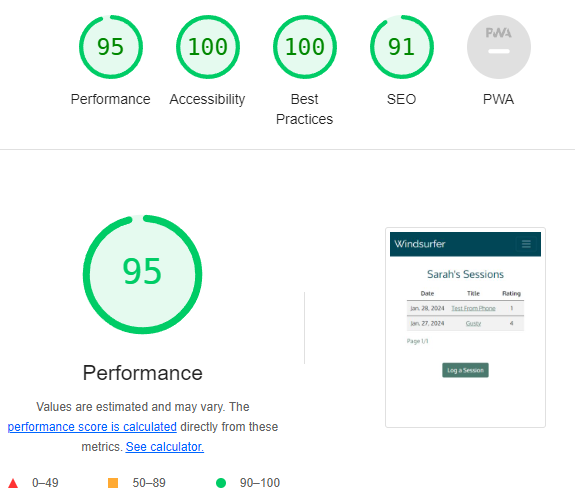 95 100 100 91 PWA
Performance Accessibility Best Practices SEO PWA
95
Performance
Values are estimated and may vary. The
performance score is calculated directly from these
metrics. See calculator.
0–49 50–89 90–100
Windsurfer
Sarah's Sessions
Date Title Rating
Jan. 28, 2024 Test From Phone 1
Jan. 27, 2024 Gusty 4
Page 1/1
Log a Session